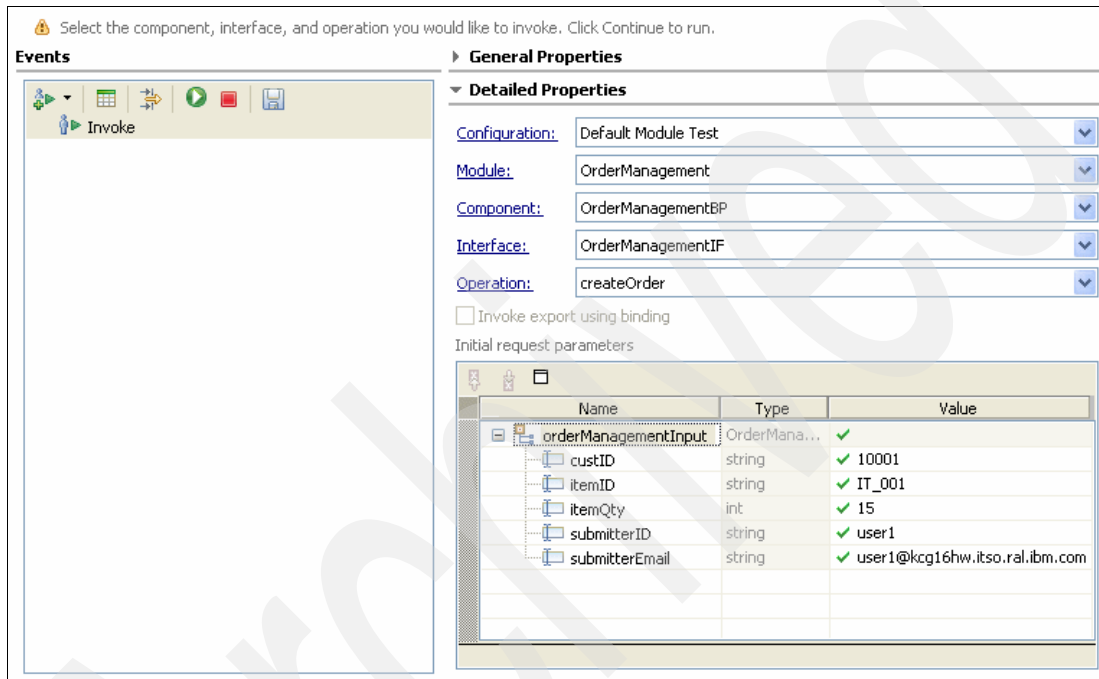 Select the component, interface, and operation you would like to invoke. Click Continue to run.
Events
Invoke
General Properties
Detailed Properties
Configuration: Default Module Test
Module: OrderManagement
Component: OrderManagementBP
Interface: OrderManagementIF
Operation: createOrder
Invoke export using binding
Initial request parameters
Name Type Value
orderManagementInput OrderMana...
custID string 10001
itemID string IT_001
itemQty int 15
submitterID string user1
submitterEmail string user1@kcg16hw.itso.ral.ibm.com
Archived